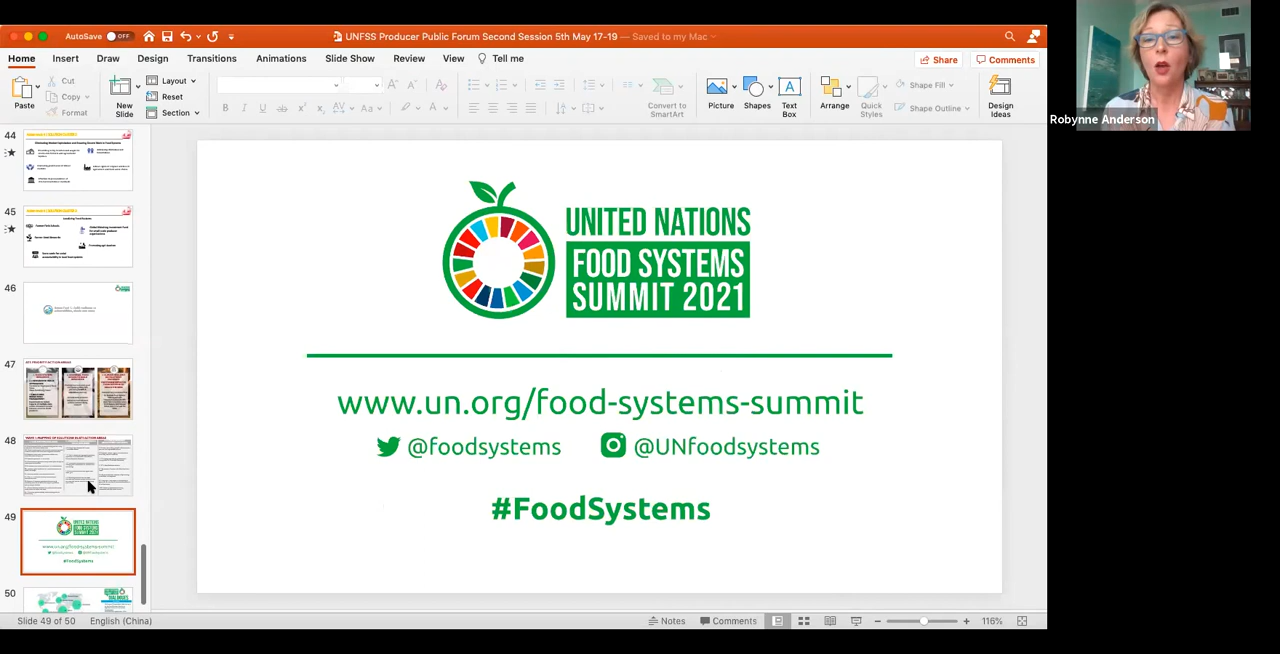 AutoSave OFF
UNFSS Producer Public Forum Second Session 5th May 17-19 — Saved to my Mac
Home Insert Draw Design Transitions Animations Slide Show Review View Tell me
Share Comments
Paste
Cut
Copy
Format
New Slide
Layout
Reset
Section
Convert to SmartArt
Picture
Shapes
Text Box
Arrange
Quick Styles
Shape Fill
Shape Outline
Design Ideas
Robynne Anderson
44
45
46
47
48
49
50
UNITED NATIONS
FOOD SYSTEMS
SUMMIT 2021
www.un.org/food-systems-summit
@foodsystems @UNfoodsystems
#FoodSystems
Slide 49 of 50 English (China)
Notes Comments 116%